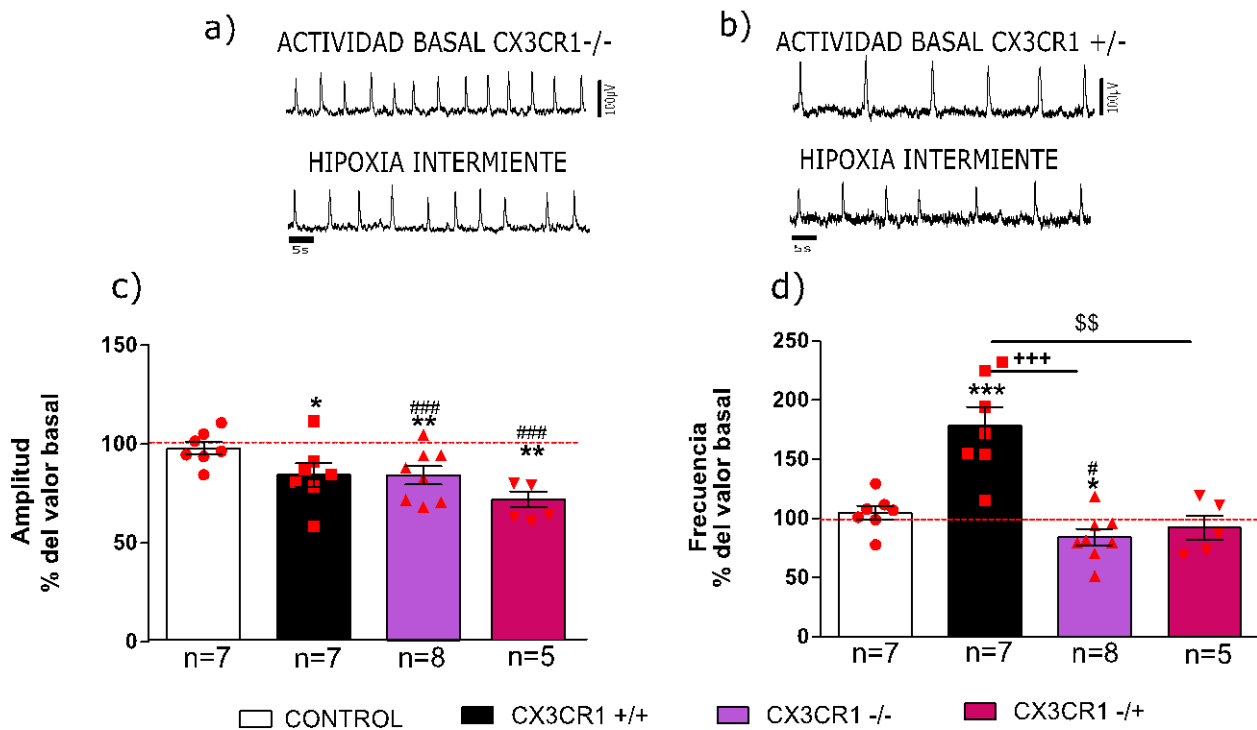 a)
ACTIVIDAD BASAL CX3CR1-/-
100µV
HIPOXIA INTERMIENTE
5s
b)
ACTIVIDAD BASAL CX3CR1 +/-
100µV
HIPOXIA INTERMIENTE
5s
c)
Amplitud
% del valor basal
150
100
50
0
*
###
**
###
**
n=7
n=7
n=8
n=5
d)
Frecuencia
% del valor basal
250
200
150
100
50
0
$$
+++
***
#
*
n=7
n=7
n=8
n=5
CONTROL
CX3CR1 +/+
CX3CR1 -/-
CX3CR1 -/+